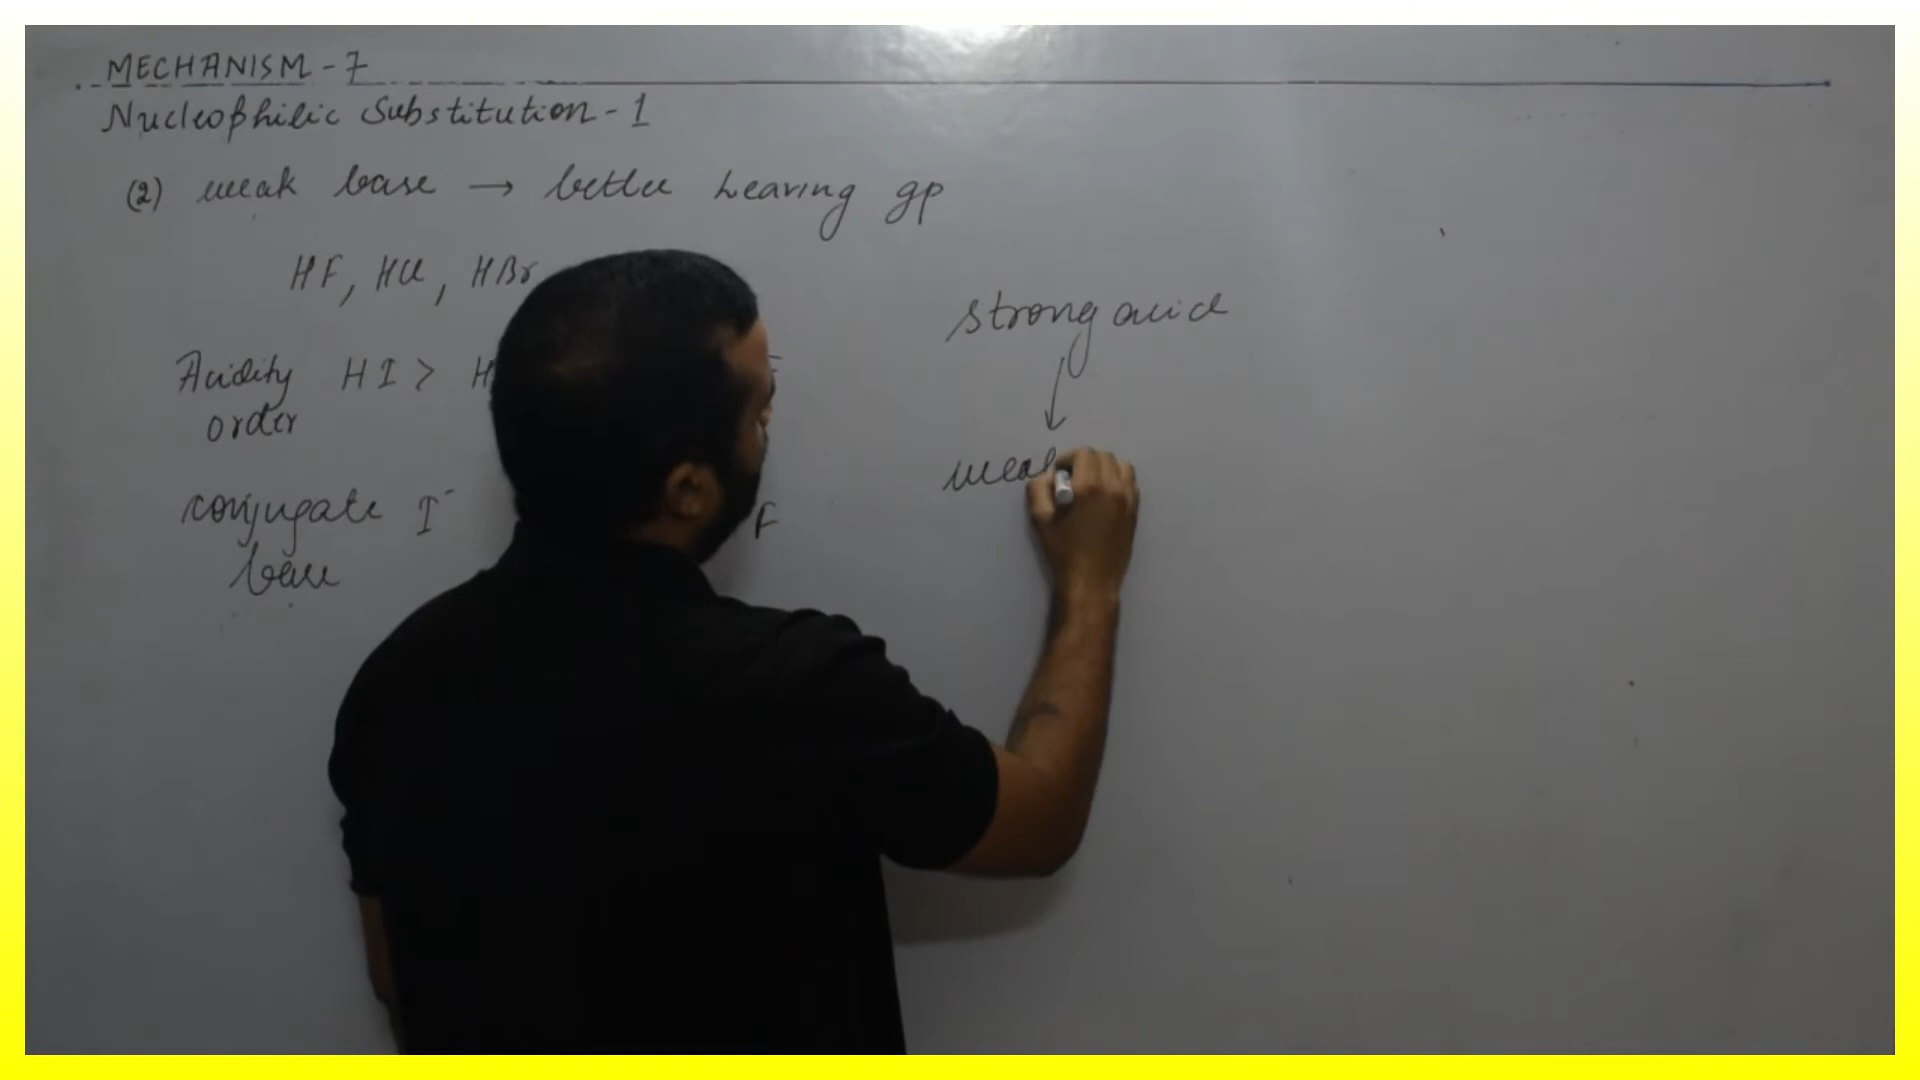 MECHANISM - 7
Nucleophilic Substitution - 1
(2) weak base → better Leaving gp
HF, HCl, HBr
strong acid
Acidity HI > H
order
weak
conjugate I⁻ F
base